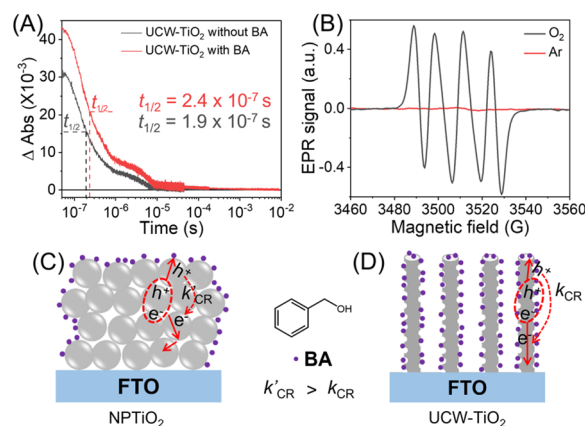 (A)
UCW-TiO₂ without BA
UCW-TiO₂ with BA
40
30
20
10
0
Δ Abs (X10⁻³)
t₁/₂
t₁/₂
t₁/₂ = 2.4 x 10⁻⁷ s
t₁/₂ = 1.9 x 10⁻⁷ s
10⁻⁷ 10⁻⁶ 10⁻⁵ 10⁻⁴ 10⁻³ 10⁻²
Time (s)
(B)
O₂
Ar
0.4
0.0
-0.4
EPR signal (a.u.)
3460 3480 3500 3520 3540 3560
Magnetic field (G)
(C)
h⁺
h⁺
k'CR
e⁻
e⁻
FTO
NPTiO₂
OH
BA
k'CR > kCR
(D)
h⁺
h⁺
kCR
e⁻
e⁻
FTO
UCW-TiO₂